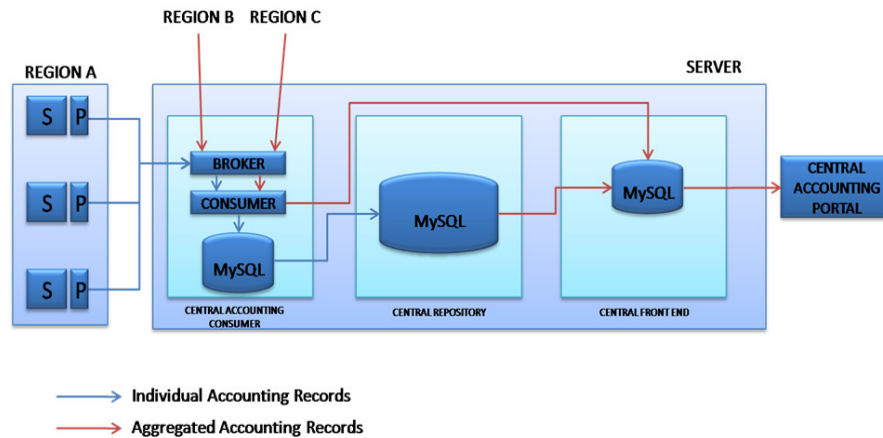 REGION B
REGION C
REGION A
SERVER
S P
S P
S P
BROKER
CONSUMER
MySQL
CENTRAL ACCOUNTING
CONSUMER
MySQL
CENTRAL REPOSITORY
MySQL
CENTRAL FRONT END
CENTRAL
ACCOUNTING
PORTAL
Individual Accounting Records
Aggregated Accounting Records